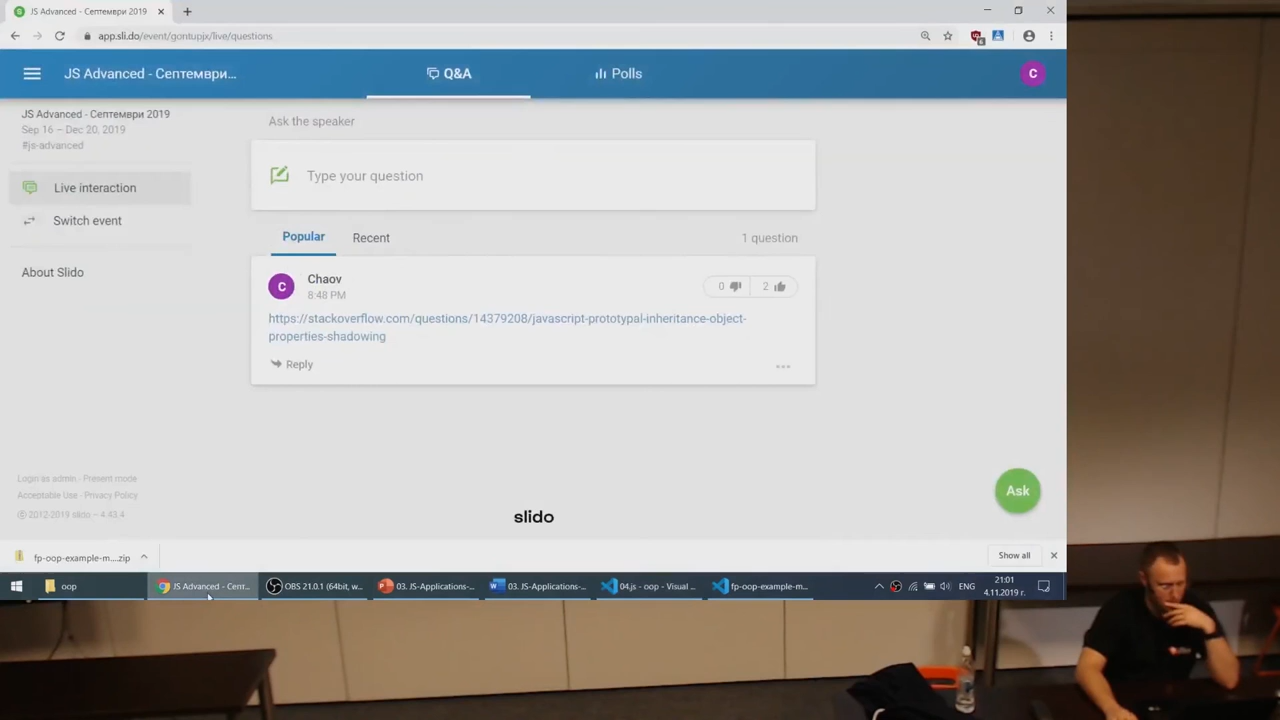 JS Advanced - Септември 2019
app.sli.do/event/gontupjx/live/questions
JS Advanced - Септември...
Q&A
Polls
C
JS Advanced - Септември 2019
Sep 16 – Dec 20, 2019
#js-advanced
Live interaction
Switch event
About Slido
Ask the speaker
Type your question
Popular
Recent
1 question
C
Chaov
8:48 PM
0
2
https://stackoverflow.com/questions/14379208/javascript-prototypal-inheritance-object-
properties-shadowing
Reply
Login as admin - Present mode
Acceptable Use - Privacy Policy
© 2012-2019 slido – 4.43.4
Ask
slido
fp-oop-example-m....zip
Show all
oop
JS Advanced - Септ...
OBS 21.0.1 (64bit, w...
03. JS-Applications-...
03. JS-Applications-...
04.js - oop - Visual ...
fp-oop-example-m...
ENГ
21:01
4.11.2019 г.